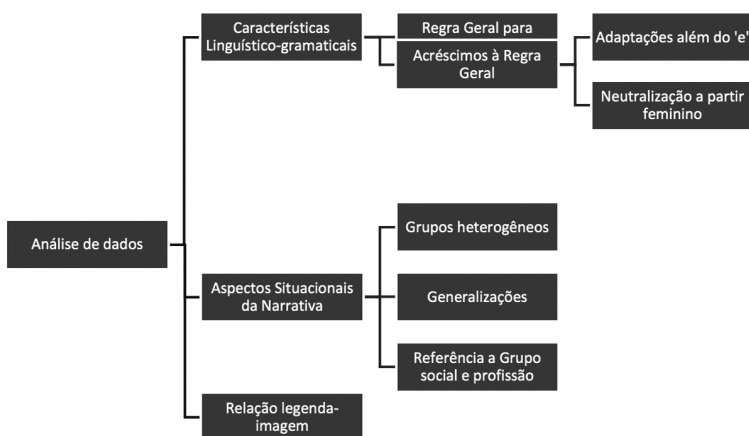 Análise de dados
Características
Linguístico-gramaticais
Regra Geral para
Acréscimos à Regra
Geral
Adaptações além do 'e'
Neutralização a partir
feminino
Aspectos Situacionais
da Narrativa
Grupos heterogêneos
Generalizações
Referência a Grupo
social e profissão
Relação legenda-
imagem